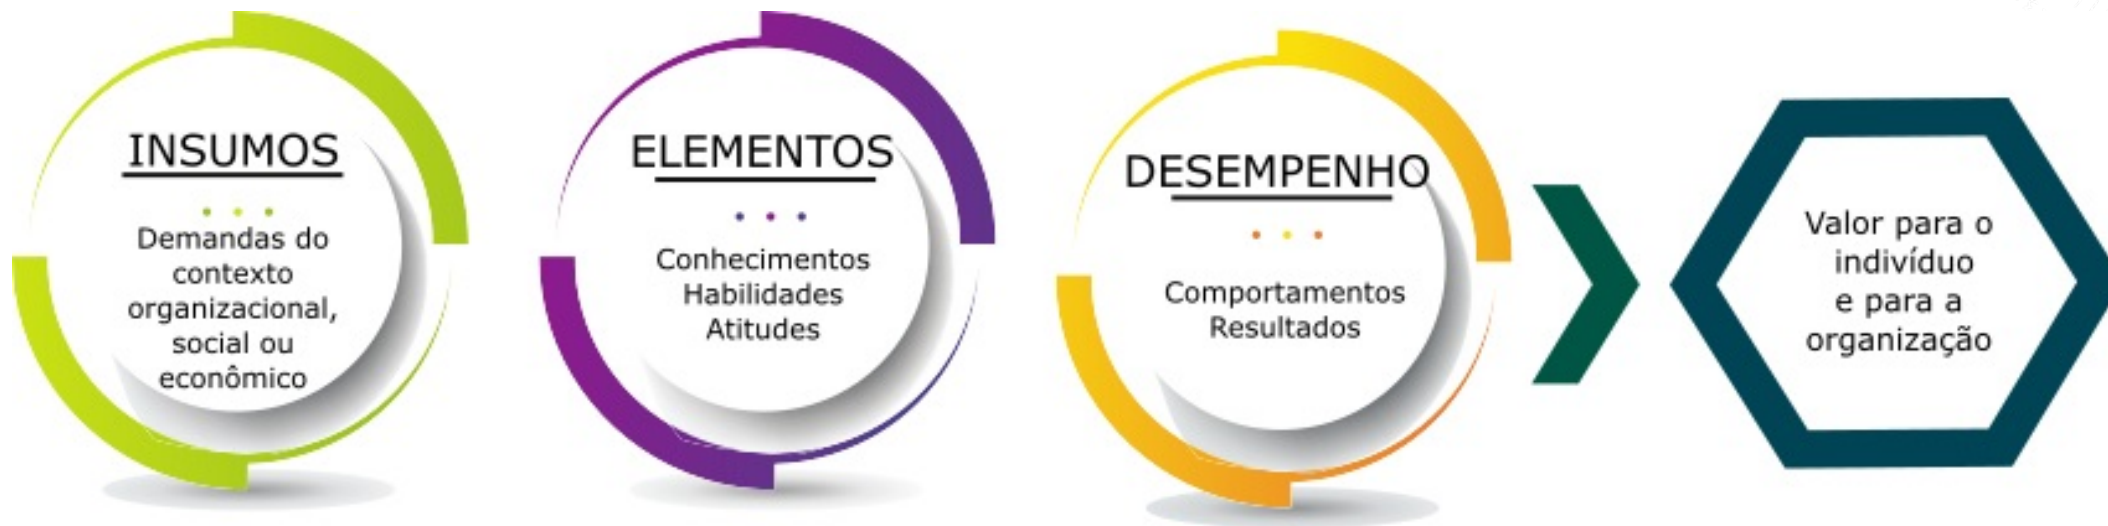 INSUMOS
Demandas do
contexto
organizacional,
social ou
econômico
ELEMENTOS
Conhecimentos
Habilidades
Atitudes
DESEMPENHO
Comportamentos
Resultados
Valor para o
indivíduo
e para a
organização